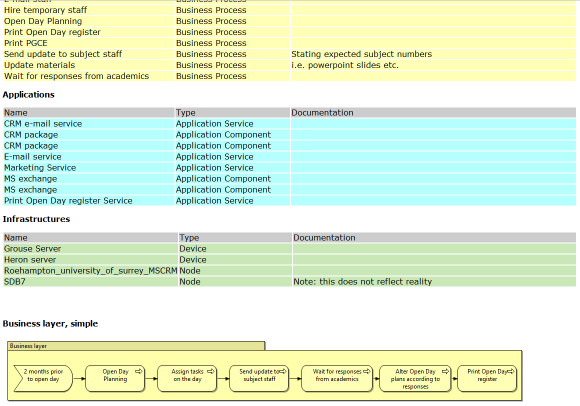 E-mail staff Business Process
Hire temporary staff Business Process
Open Day Planning Business Process
Print Open Day register Business Process
Print PGCE Business Process
Send update to subject staff Business Process Stating expected subject numbers
Update materials Business Process i.e. powerpoint slides etc.
Wait for responses from academics Business Process
Applications
Name Type Documentation
CRM e-mail service Application Service
CRM package Application Component
CRM package Application Component
E-mail service Application Service
Marketing Service Application Service
MS exchange Application Component
MS exchange Application Component
Print Open Day register Service Application Service
Infrastructures
Name Type Documentation
Grouse Server Device
Heron server Device
Roehampton_university_of_surrey_MSCRM Node
SDB7 Node Note: this does not reflect reality
Business layer, simple
Business layer
2 months prior
to open day
Open Day
Planning
Assign tasks
on the day
Send update to
subject staff
Wait for responses
from academics
Alter Open Day
plans according to
responses
Print Open Day
register